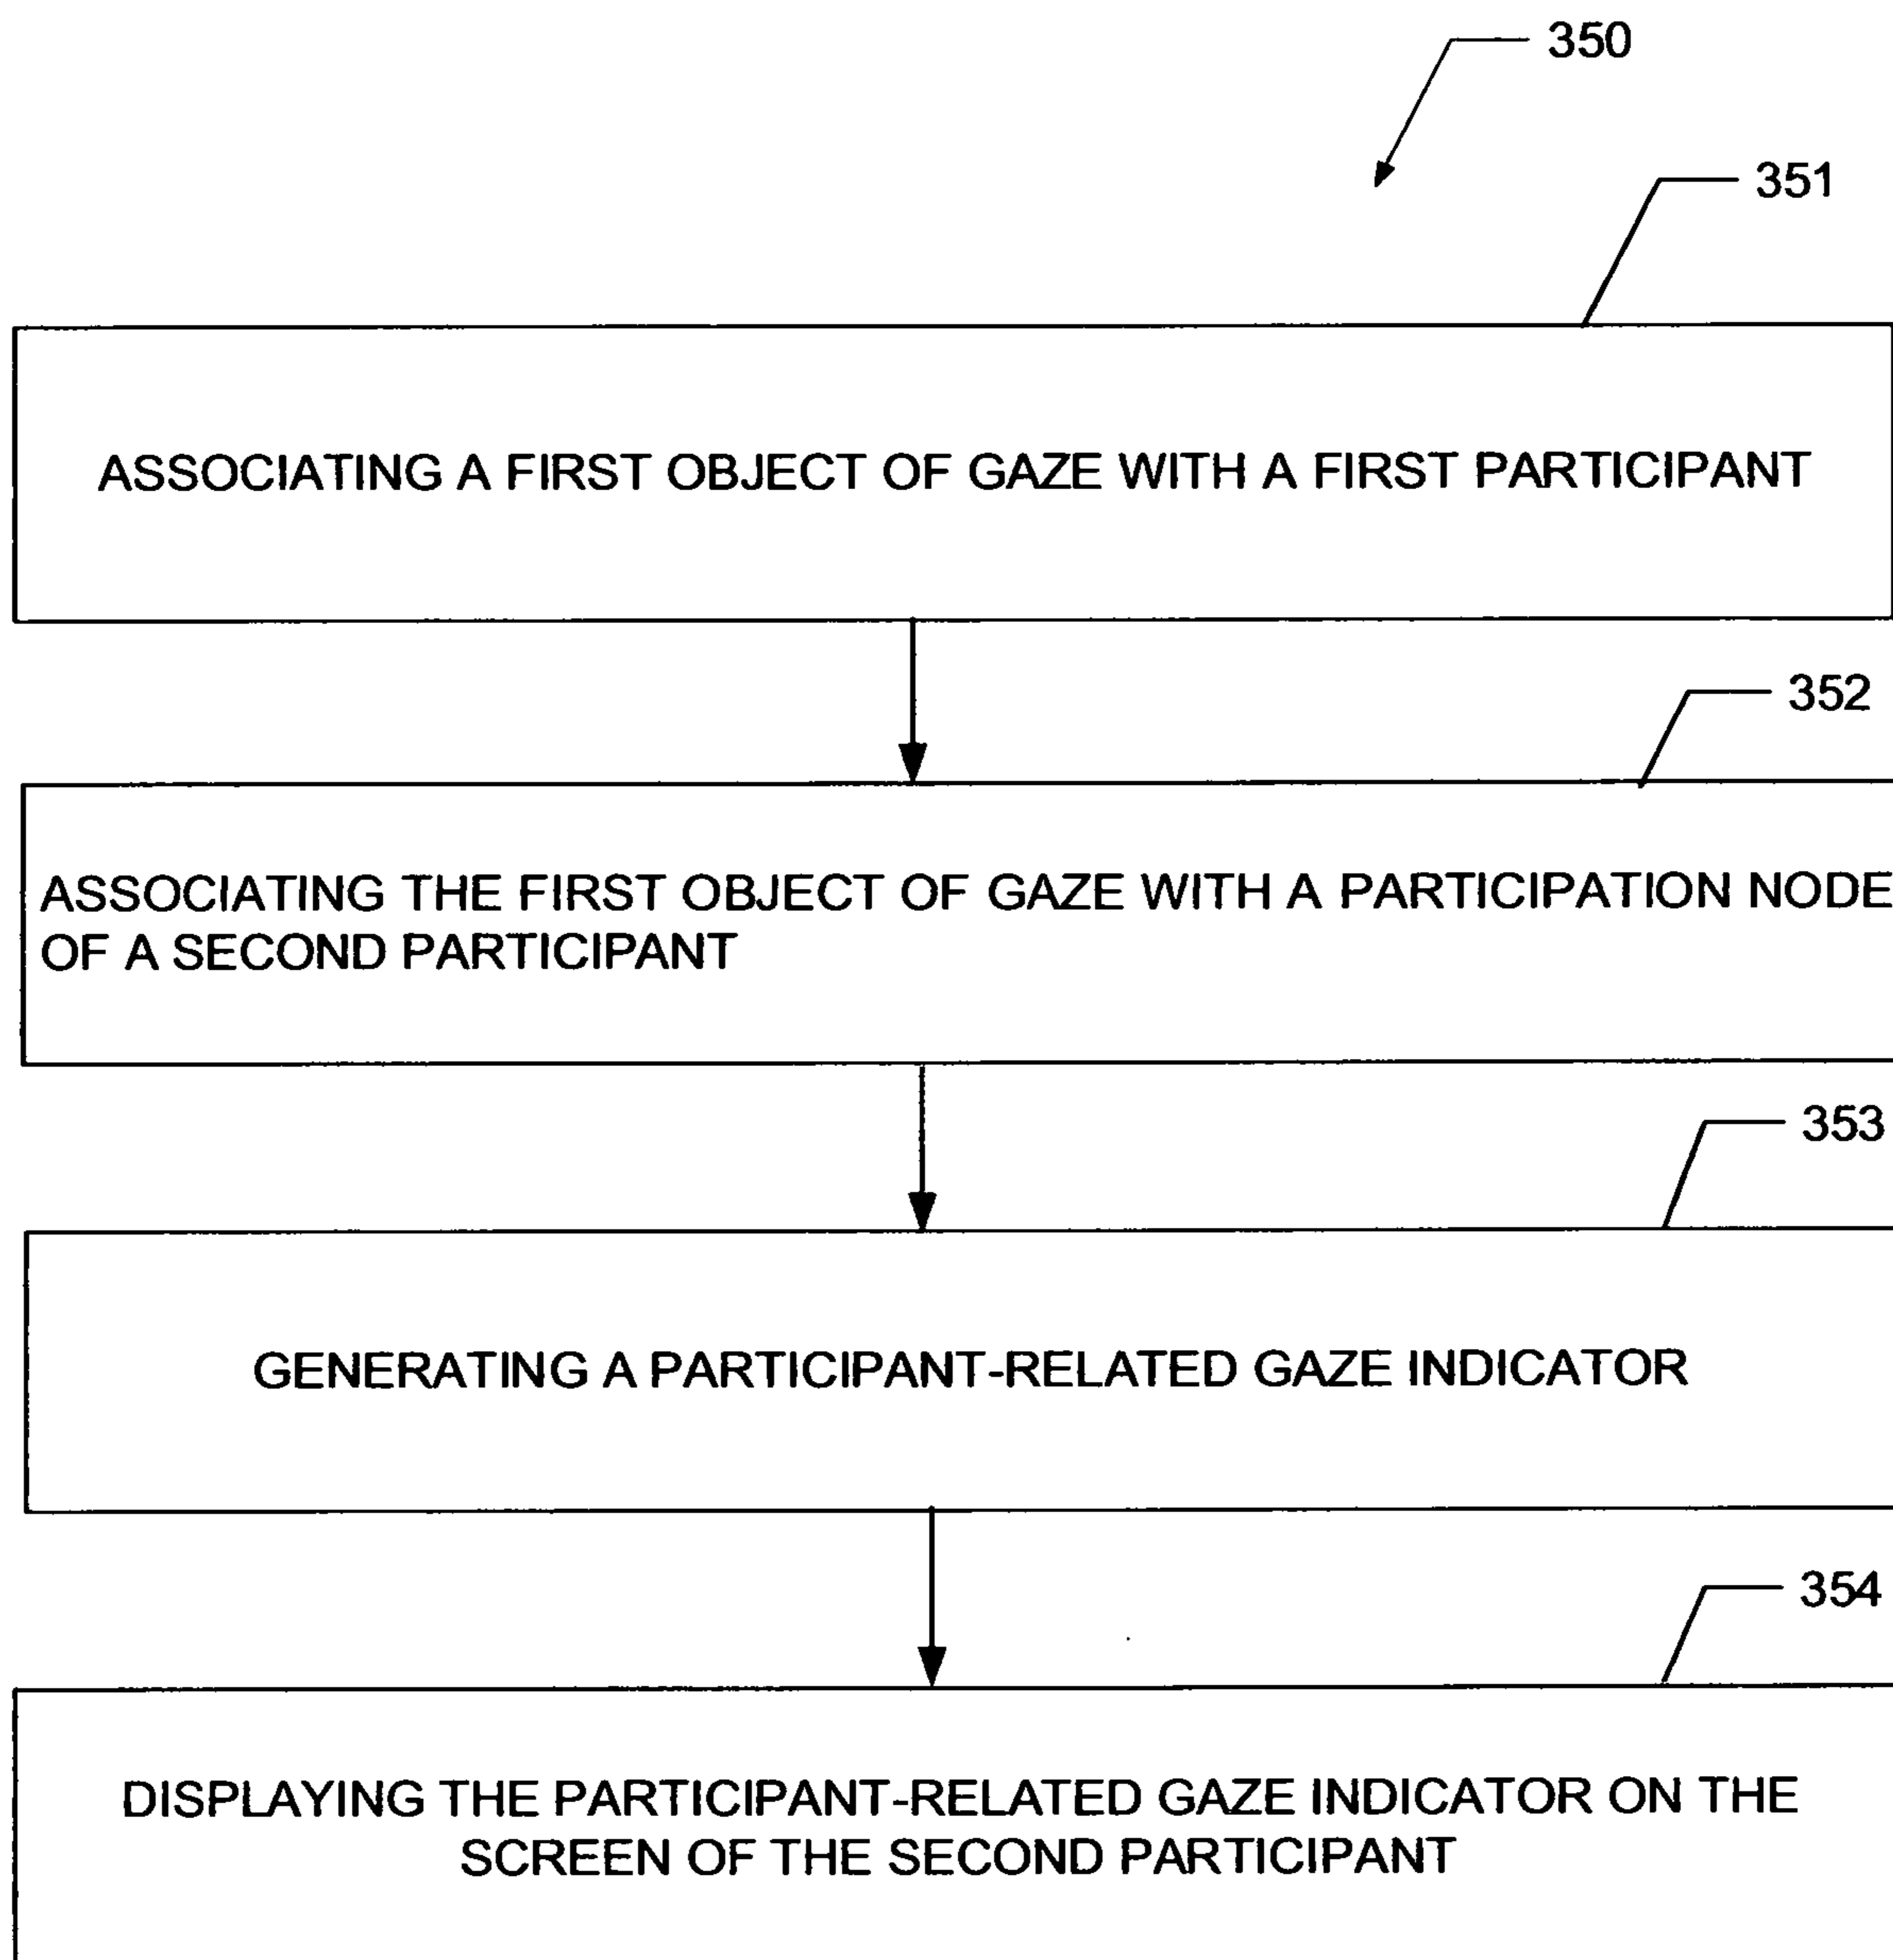 350
351
ASSOCIATING A FIRST OBJECT OF GAZE WITH A FIRST PARTICIPANT
352
ASSOCIATING THE FIRST OBJECT OF GAZE WITH A PARTICIPATION NODE
OF A SECOND PARTICIPANT
353
GENERATING A PARTICIPANT-RELATED GAZE INDICATOR
354
DISPLAYING THE PARTICIPANT-RELATED GAZE INDICATOR ON THE
SCREEN OF THE SECOND PARTICIPANT